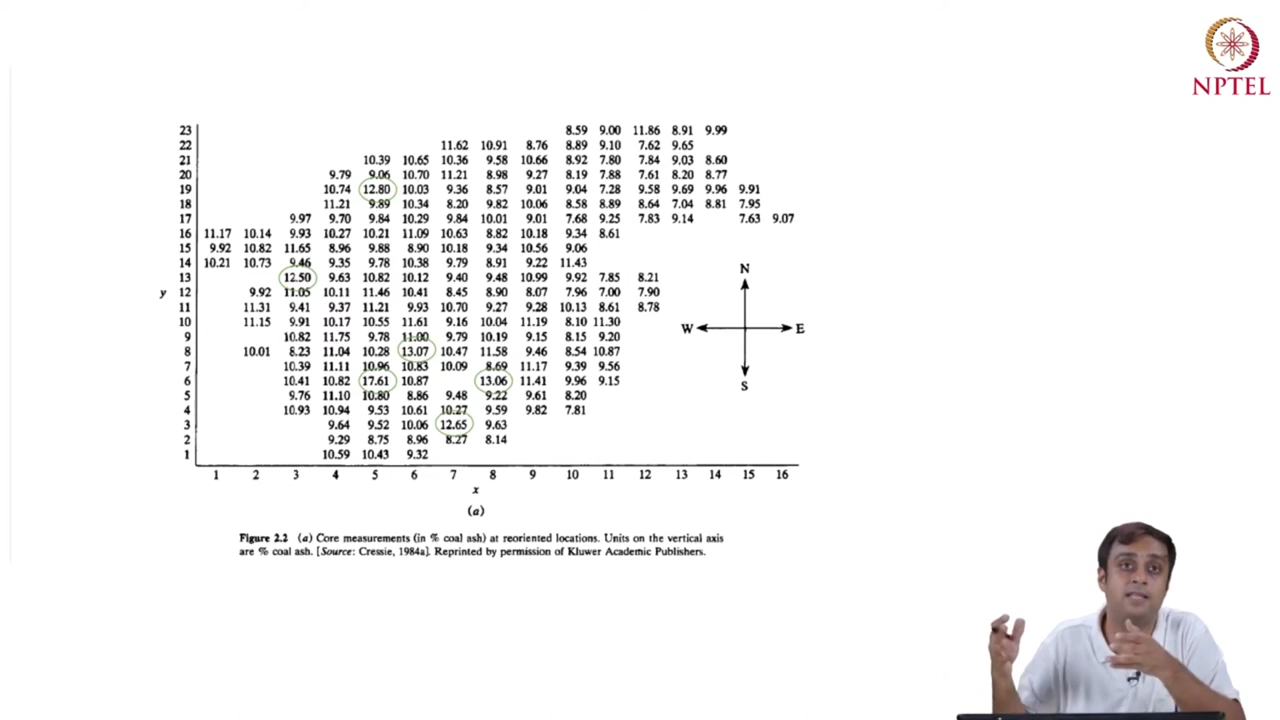 NPTEL
23 8.59 9.00 11.86 8.91 9.99
22 11.62 10.91 8.76 8.89 9.10 7.62 9.65
21 10.39 10.65 10.36 9.58 10.66 8.92 7.80 7.84 9.03 8.60
20 9.79 9.06 10.70 11.21 8.98 9.27 8.19 7.88 7.61 8.20 8.77
19 10.74 12.80 10.03 9.36 8.57 9.01 9.04 7.28 9.58 9.69 9.96 9.91
18 11.21 9.89 10.34 8.20 9.82 10.06 8.58 8.89 8.64 7.04 8.81 7.95
17 9.97 9.70 9.84 10.29 9.84 10.01 9.01 7.68 9.25 7.83 9.14 7.63 9.07
16 11.17 10.14 9.93 10.27 10.21 11.09 10.63 8.82 10.18 9.34 8.61
15 9.92 10.82 11.65 8.96 9.88 8.90 10.18 9.34 10.56 9.06
14 10.21 10.73 9.46 9.35 9.78 10.38 9.79 8.91 9.22 11.43
13 12.50 9.63 10.82 10.12 9.40 9.48 10.99 9.92 7.85 8.21
y 12 9.92 11.05 10.11 11.46 10.41 8.45 8.90 8.07 7.96 7.00 7.90
11 11.31 9.41 9.37 11.21 9.93 10.70 9.27 9.28 10.13 8.61 8.78
10 11.15 9.91 10.17 10.55 11.61 9.16 10.04 11.19 8.10 11.30
9 10.82 11.75 9.78 11.00 9.79 10.19 9.15 8.15 9.20
8 10.01 8.23 11.04 10.28 13.07 10.47 11.58 9.46 8.54 10.87
7 10.39 11.11 10.96 10.83 10.09 8.69 11.17 9.39 9.56
6 10.41 10.82 17.61 10.87 13.06 11.41 9.96 9.15
5 9.76 11.10 10.80 8.86 9.48 9.22 9.61 8.20
4 10.93 10.94 9.53 10.61 10.27 9.59 9.82 7.81
3 9.64 9.52 10.06 12.65 9.63
2 9.29 8.75 8.96 8.27 8.14
1 10.59 10.43 9.32
1 2 3 4 5 6 7 8 9 10 11 12 13 14 15 16
x
(a)
N
W E
S
Figure 2.2 (a) Core measurements (in % coal ash) at reoriented locations. Units on the vertical axis
are % coal ash. [Source: Cressie, 1984a]. Reprinted by permission of Kluwer Academic Publishers.